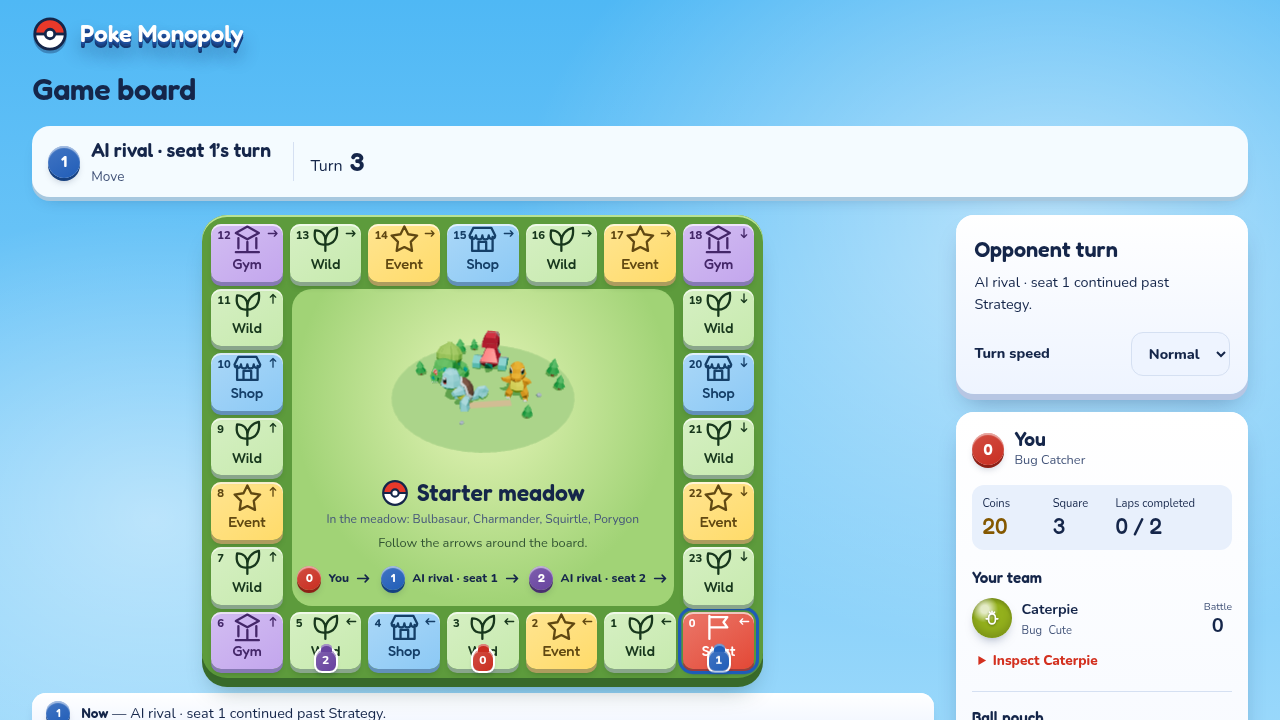 Poke Monopoly
Game board
1
AI rival · seat 1's turn
Move
Turn 3
12 → Gym
13 → Wild
14 → Event
15 → Shop
16 → Wild
17 → Event
18 ↓ Gym
11 ↑ Wild
19 ↓ Wild
10 ↑ Shop
20 ↓ Shop
9 ↑ Wild
21 ↓ Wild
8 ↑ Event
22 ↓ Event
7 ↑ Wild
23 ↓ Wild
Starter meadow
In the meadow: Bulbasaur, Charmander, Squirtle, Porygon
Follow the arrows around the board.
0 You → 1 AI rival · seat 1 → 2 AI rival · seat 2 →
6 ↑ Gym
5 ← 2
4 ← Shop
3 ← 0
2 ← Event
1 ← Wild
0 ← 1
1 Now — AI rival · seat 1 continued past Strategy.
Opponent turn
AI rival · seat 1 continued past
Strategy.
Turn speed Normal
0
You
Bug Catcher
Coins Square Laps completed
20 3 0 / 2
Your team
Caterpie
Bug Cute
Battle
0
▶ Inspect Caterpie
Ball pouch